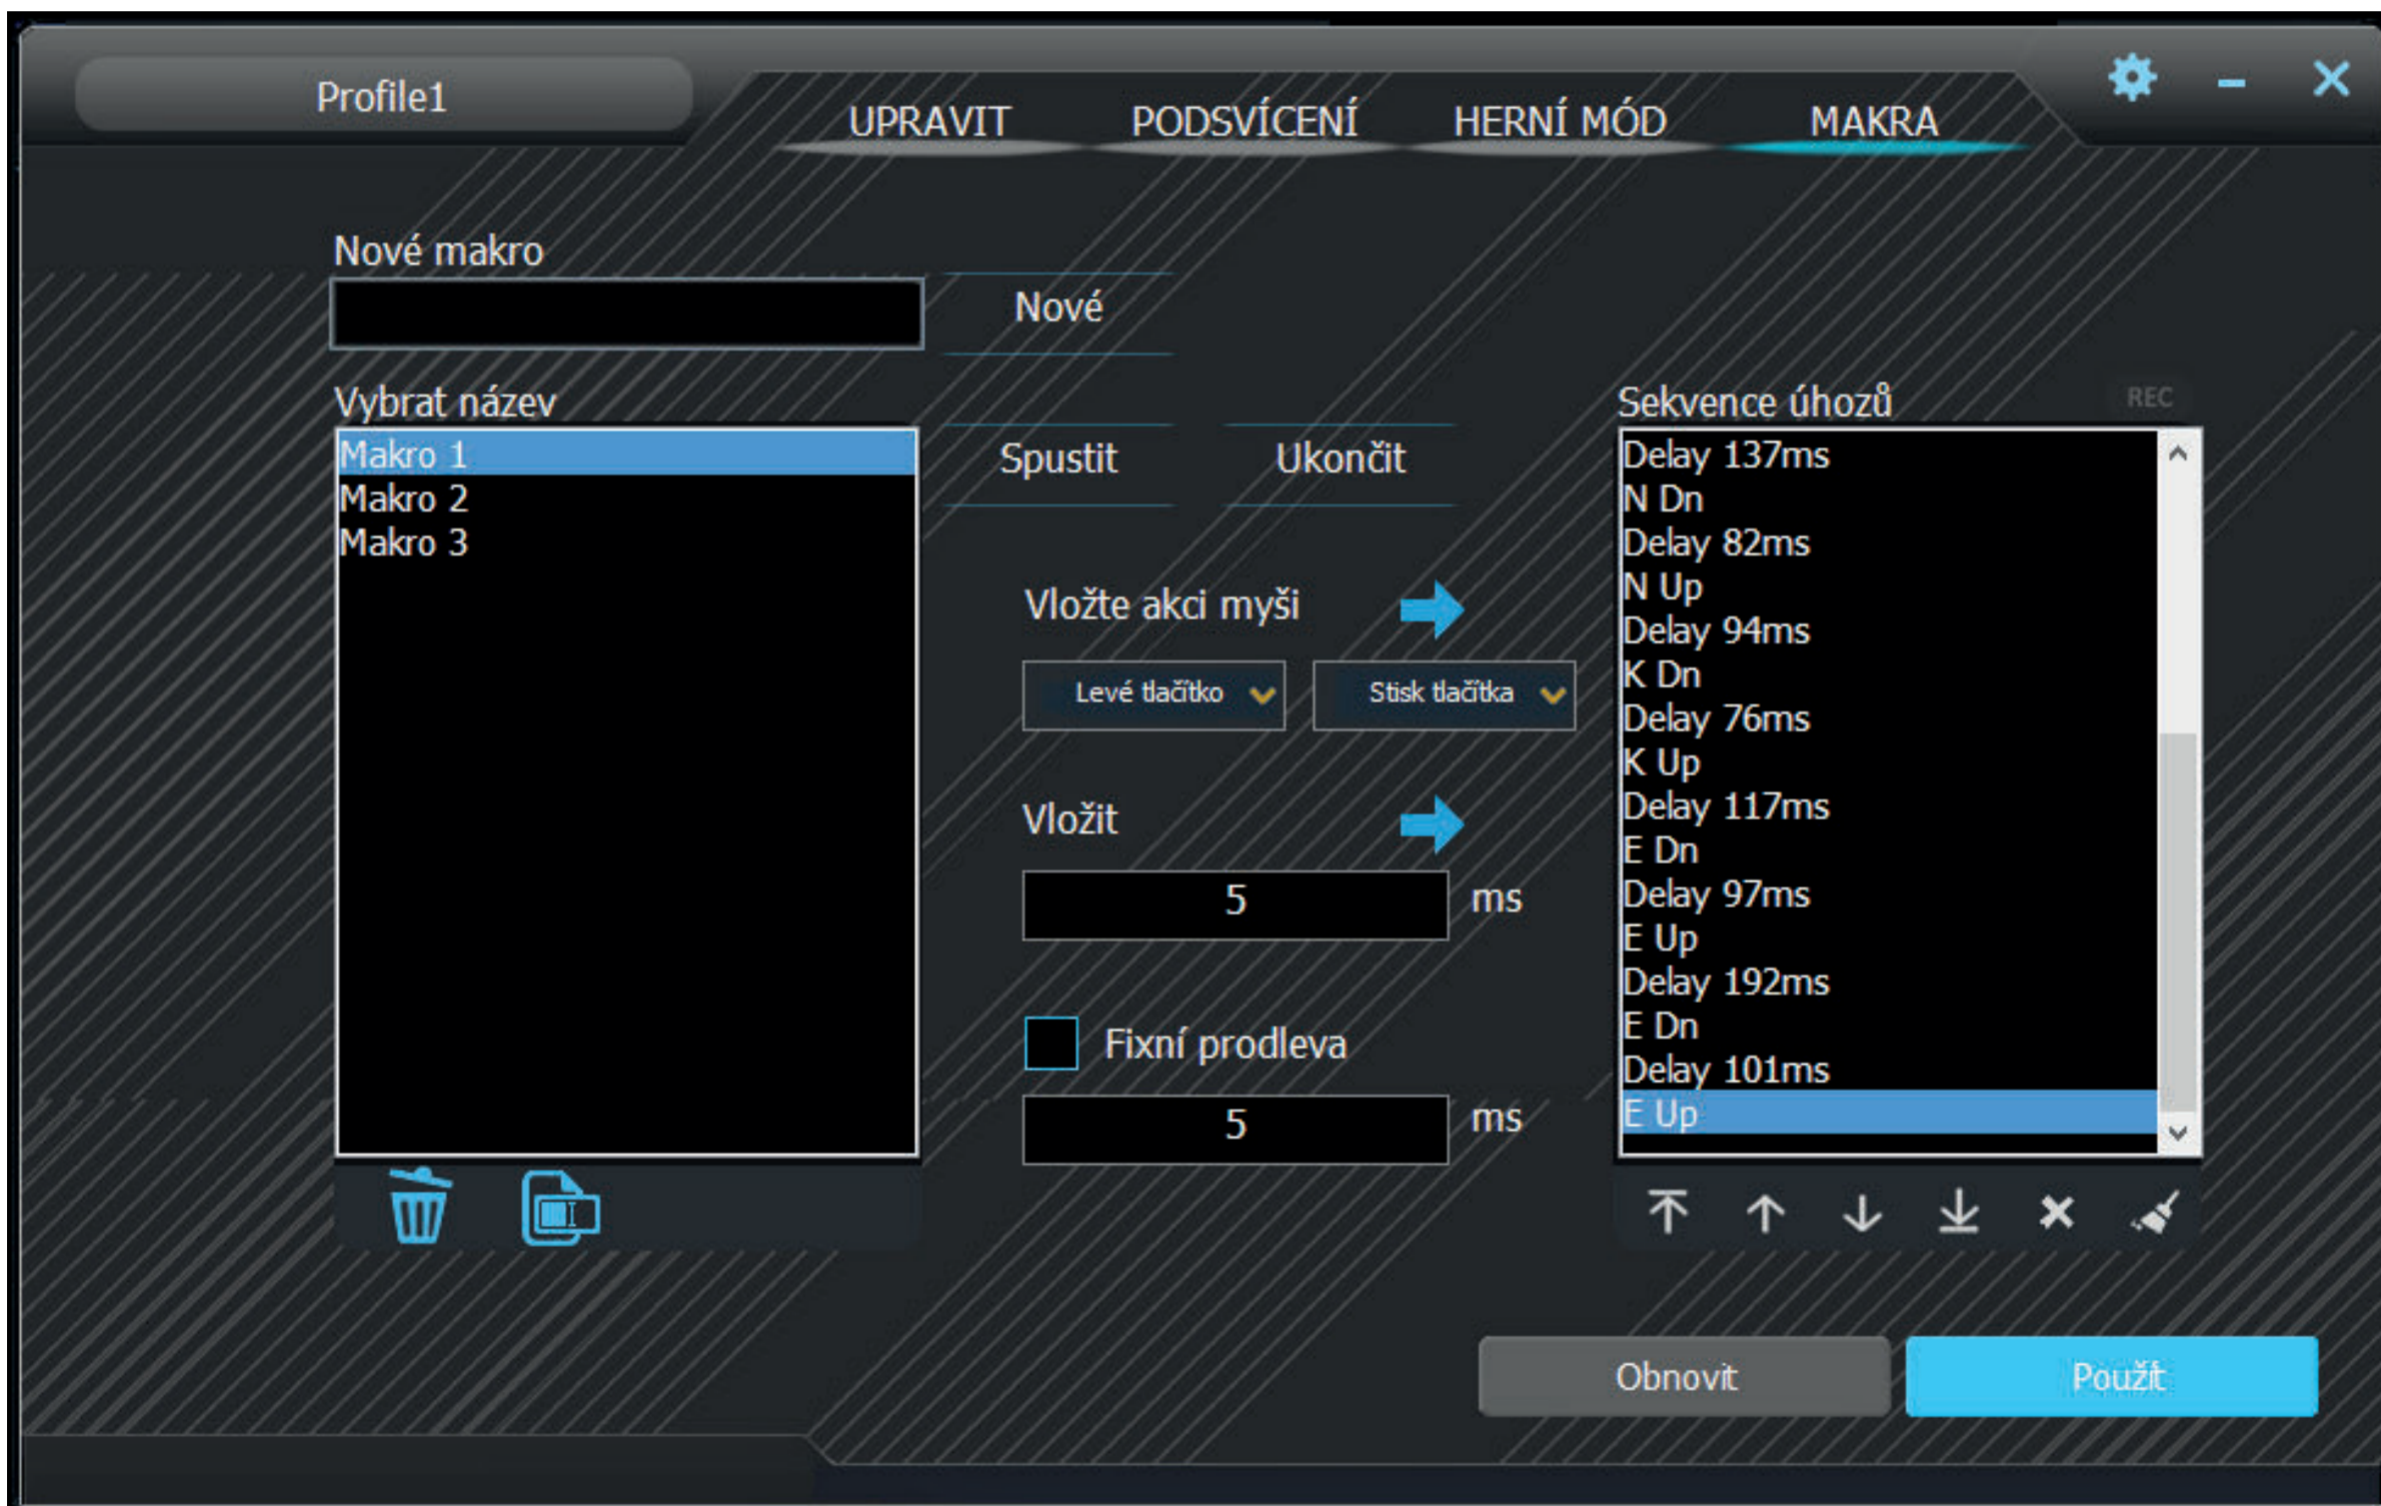 Profile1
UPRAVIT PODSVÍCENÍ HERNÍ MÓD MAKRA
Nové makro
Nové
Vybrat název
Makro 1
Makro 2
Makro 3
Spustit Ukončit
Vložte akci myši
Levé tlačítko Stisk tlačítka
Vložit
5 ms
Fixní prodleva
5 ms
Sekvence úhozů REC
Delay 137ms
N Dn
Delay 82ms
N Up
Delay 94ms
K Dn
Delay 76ms
K Up
Delay 117ms
E Dn
Delay 97ms
E Up
Delay 192ms
E Dn
Delay 101ms
E Up
Obnovit Použít